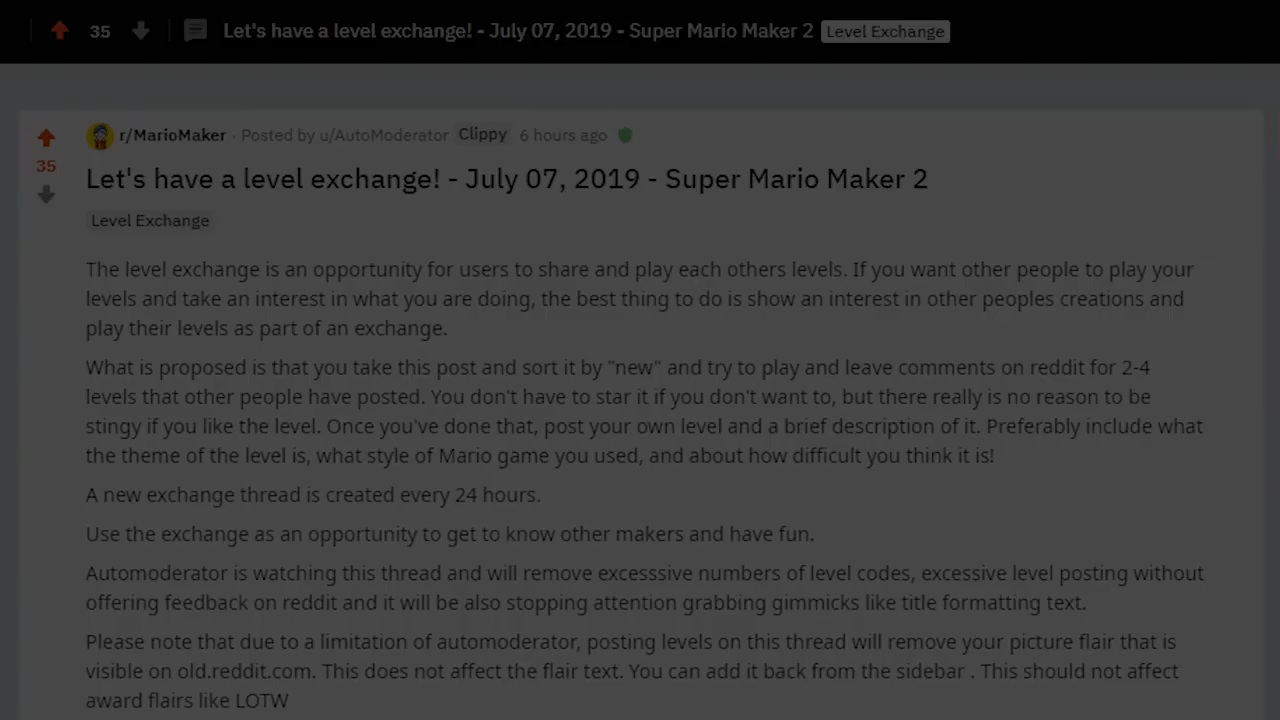 35 Let's have a level exchange! - July 07, 2019 - Super Mario Maker 2 Level Exchange
r/MarioMaker · Posted by u/AutoModerator Clippy 6 hours ago
35
Let's have a level exchange! - July 07, 2019 - Super Mario Maker 2
Level Exchange
The level exchange is an opportunity for users to share and play each others levels. If you want other people to play your
levels and take an interest in what you are doing, the best thing to do is show an interest in other peoples creations and
play their levels as part of an exchange.
What is proposed is that you take this post and sort it by "new" and try to play and leave comments on reddit for 2-4
levels that other people have posted. You don't have to star it if you don't want to, but there really is no reason to be
stingy if you like the level. Once you've done that, post your own level and a brief description of it. Preferably include what
the theme of the level is, what style of Mario game you used, and about how difficult you think it is!
A new exchange thread is created every 24 hours.
Use the exchange as an opportunity to get to know other makers and have fun.
Automoderator is watching this thread and will remove excesssive numbers of level codes, excessive level posting without
offering feedback on reddit and it will be also stopping attention grabbing gimmicks like title formatting text.
Please note that due to a limitation of automoderator, posting levels on this thread will remove your picture flair that is
visible on old.reddit.com. This does not affect the flair text. You can add it back from the sidebar . This should not affect
award flairs like LOTW